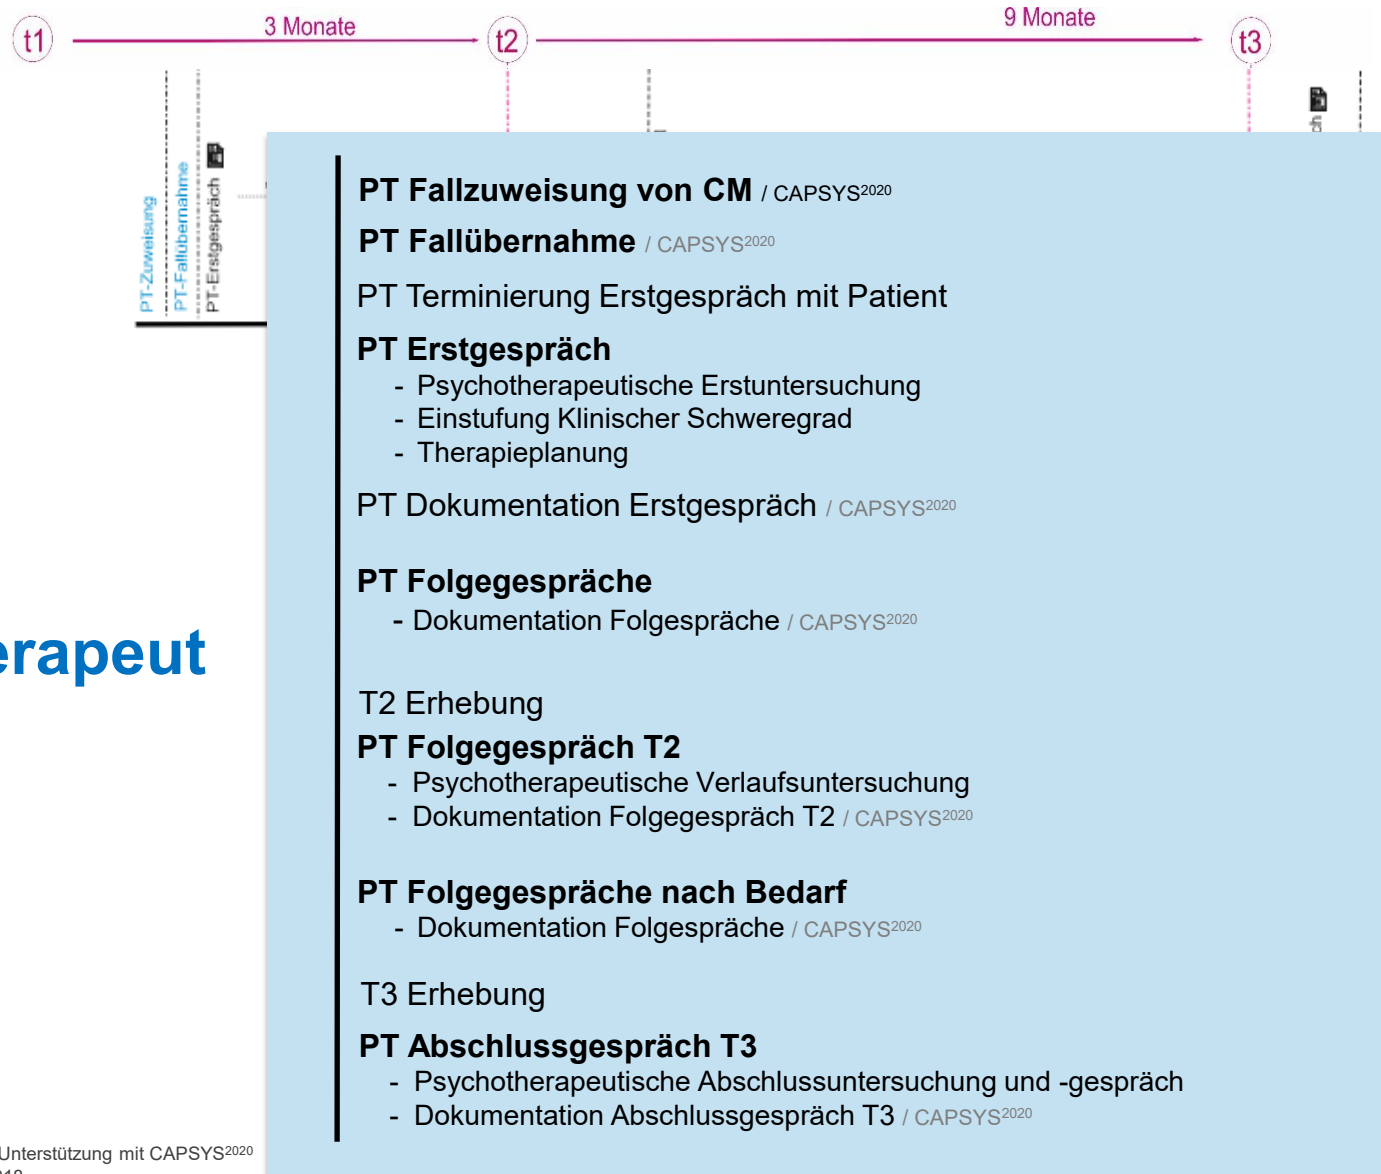 t1 3 Monate t2 9 Monate t3
PT-Zuweisung
PT-Fallübernahme
PT-Erstgespräch
ch
PT Fallzuweisung von CM / CAPSYS²⁰²⁰
PT Fallübernahme / CAPSYS²⁰²⁰
PT Terminierung Erstgespräch mit Patient
PT Erstgespräch
- Psychotherapeutische Erstuntersuchung
- Einstufung Klinischer Schweregrad
- Therapieplanung
PT Dokumentation Erstgespräch / CAPSYS²⁰²⁰
PT Folgegespräche
- Dokumentation Folgespräche / CAPSYS²⁰²⁰
erapeut
T2 Erhebung
PT Folgegespräch T2
- Psychotherapeutische Verlaufsuntersuchung
- Dokumentation Folgegespräch T2 / CAPSYS²⁰²⁰
PT Folgegespräche nach Bedarf
- Dokumentation Folgespräche / CAPSYS²⁰²⁰
T3 Erhebung
PT Abschlussgespräch T3
- Psychotherapeutische Abschlussuntersuchung und -gespräch
- Dokumentation Abschlussgespräch T3 / CAPSYS²⁰²⁰
Unterstützung mit CAPSYS²⁰²⁰